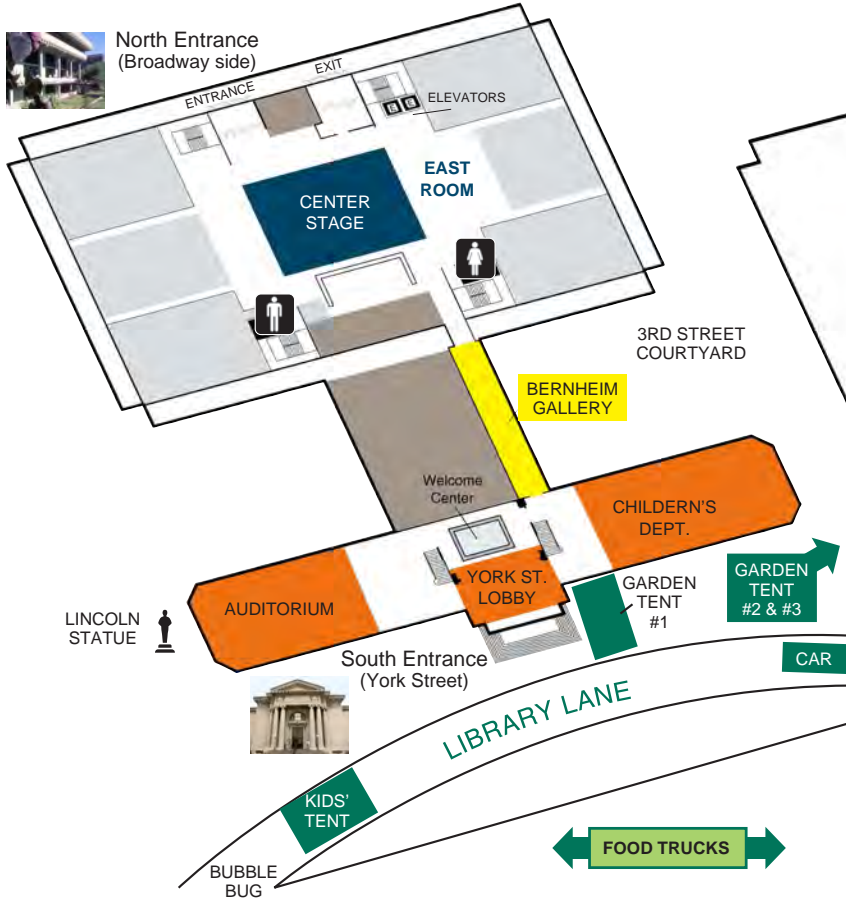 North Entrance
(Broadway side)
ENTRANCE
EXIT
E E
ELEVATORS
EAST
ROOM
CENTER
STAGE
3RD STREET
COURTYARD
BERNHEIM
GALLERY
Welcome
Center
CHILDERN'S
DEPT.
YORK ST.
LOBBY
AUDITORIUM
GARDEN
TENT
#1
GARDEN
TENT
#2 & #3
LINCOLN
STATUE
South Entrance
(York Street)
CAR
LIBRARY LANE
KIDS'
TENT
FOOD TRUCKS
BUBBLE
BUG